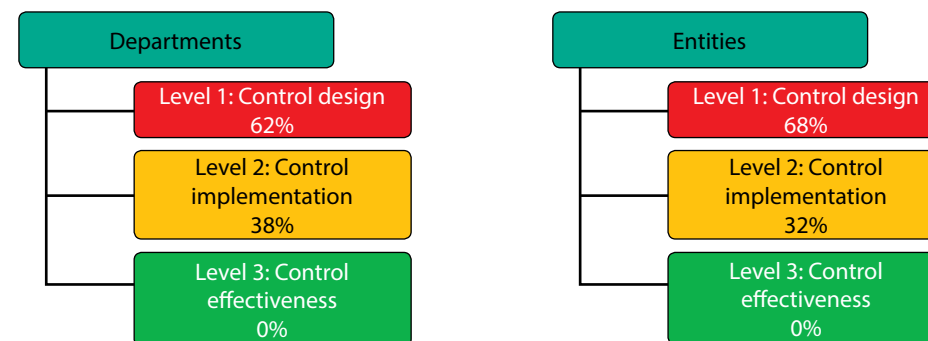 Departments
Level 1: Control design
62%
Level 2: Control
implementation
38%
Level 3: Control
effectiveness
0%
Entities
Level 1: Control design
68%
Level 2: Control
implementation
32%
Level 3: Control
effectiveness
0%